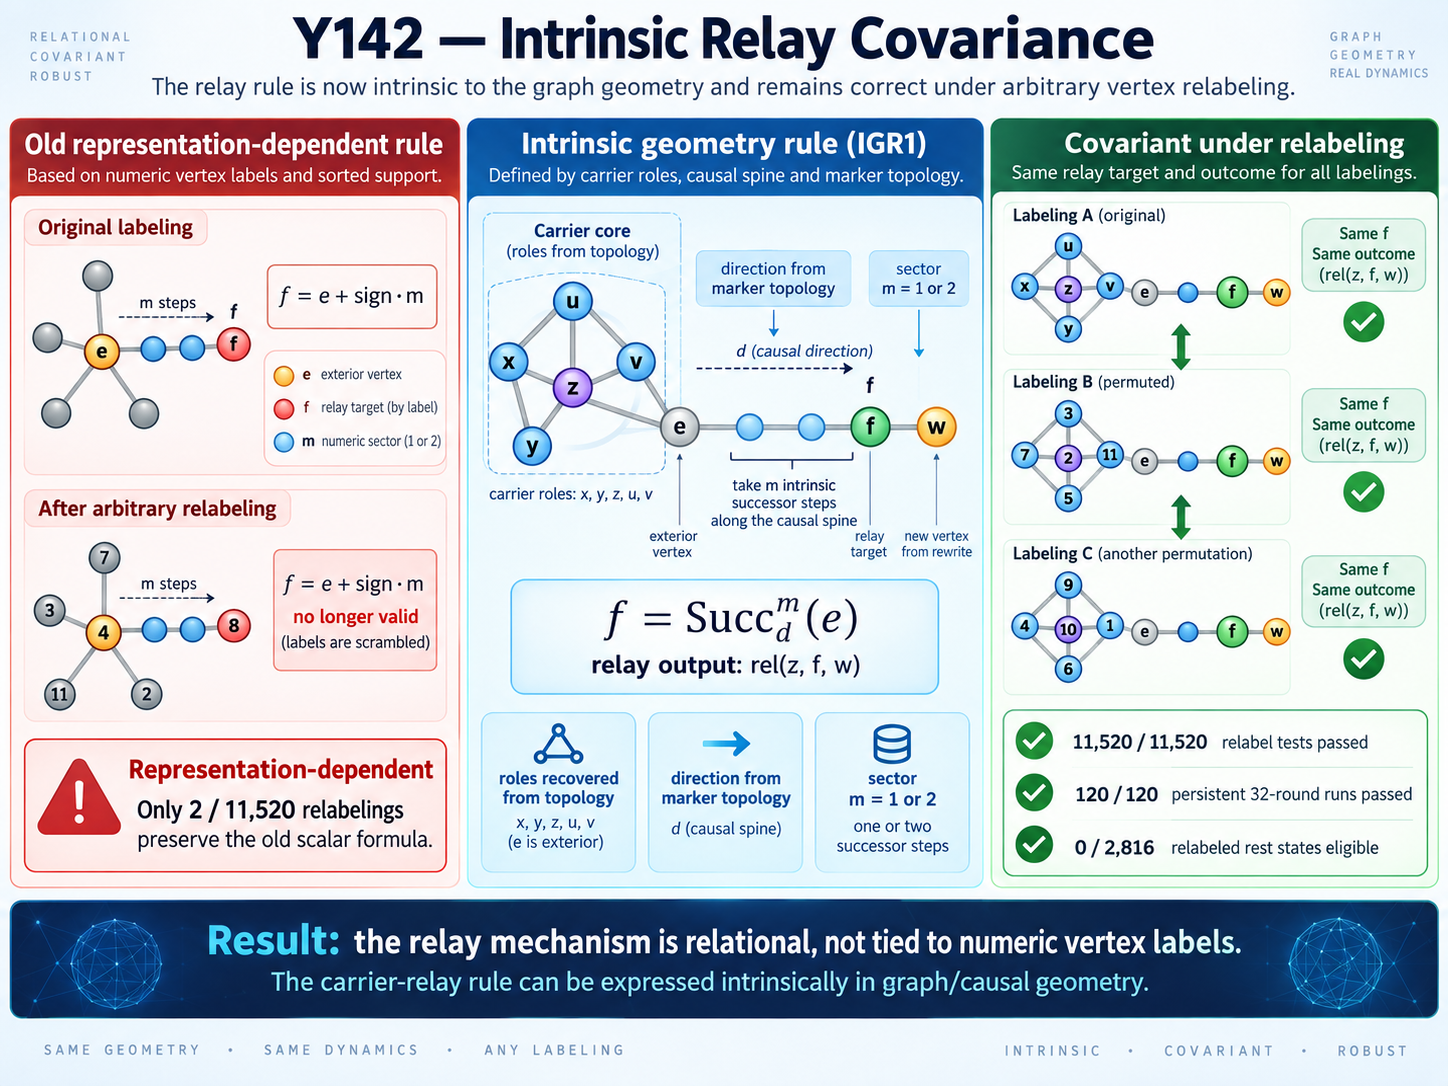 RELATIONAL
COVARIANT
ROBUST
Y142 — Intrinsic Relay Covariance
The relay rule is now intrinsic to the graph geometry and remains correct under arbitrary vertex relabeling.
GRAPH
GEOMETRY
REAL DYNAMICS
Old representation-dependent rule
Based on numeric vertex labels and sorted support.
Original labeling
m steps
f
e
f
f = e + sign · m
e exterior vertex
f relay target (by label)
m numeric sector (1 or 2)
After arbitrary relabeling
7
m steps
3
4
8
11
2
f = e + sign · m
no longer valid
(labels are scrambled)
!
Representation-dependent
Only 2 / 11,520 relabelings
preserve the old scalar formula.
Intrinsic geometry rule (IGR1)
Defined by carrier roles, causal spine and marker topology.
Carrier core
(roles from topology)
direction from
marker topology
sector
m = 1 or 2
u
x
v
z
y
d (causal direction)
f
e
f
w
carrier roles: x, y, z, u, v
take m intrinsic
successor steps
along the causal spine
exterior
vertex
relay
target
new vertex
from rewrite
f = Succ_d^m(e)
relay output: rel(z, f, w)
roles recovered
from topology
x, y, z, u, v
(e is exterior)
direction from
marker topology
d (causal spine)
sector
m = 1 or 2
one or two
successor steps
Covariant under relabeling
Same relay target and outcome for all labelings.
Labeling A (original)
u
x
z
v
e
f
w
y
Same f
Same outcome
(rel(z, f, w))
Labeling B (permuted)
3
7
2
11
e
f
w
5
Same f
Same outcome
(rel(z, f, w))
Labeling C (another permutation)
9
4
10
1
e
f
w
6
Same f
Same outcome
(rel(z, f, w))
11,520 / 11,520 relabel tests passed
120 / 120 persistent 32-round runs passed
0 / 2,816 relabeled rest states eligible
Result: the relay mechanism is relational, not tied to numeric vertex labels.
The carrier-relay rule can be expressed intrinsically in graph/causal geometry.
SAME GEOMETRY • SAME DYNAMICS • ANY LABELING
INTRINSIC • COVARIANT • ROBUST